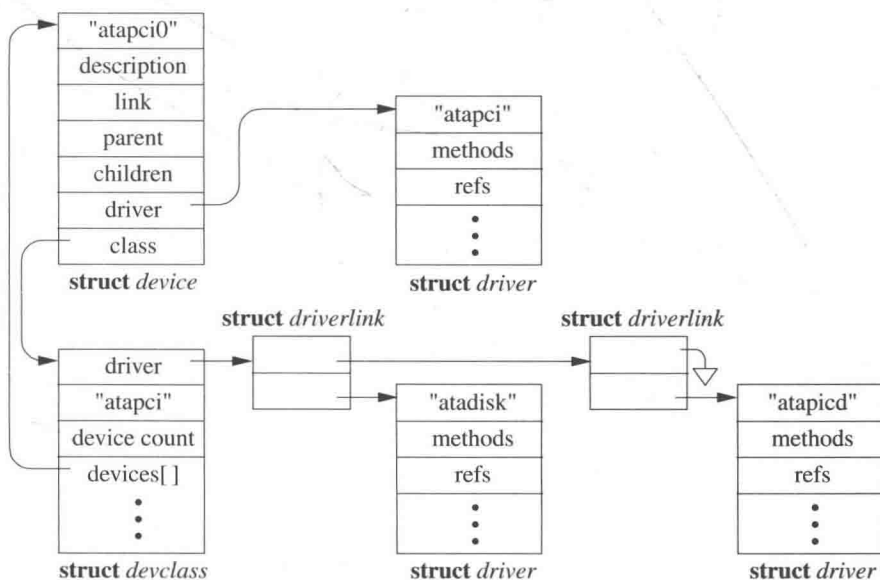 "atapci0"
description
link
parent
children
driver
class
struct device
"atapci"
methods
refs
struct driver
struct driverlink
struct driverlink
driver
"atapci"
device count
devices[ ]
struct devclass
"atadisk"
methods
refs
struct driver
"atapicd"
methods
refs
struct driver